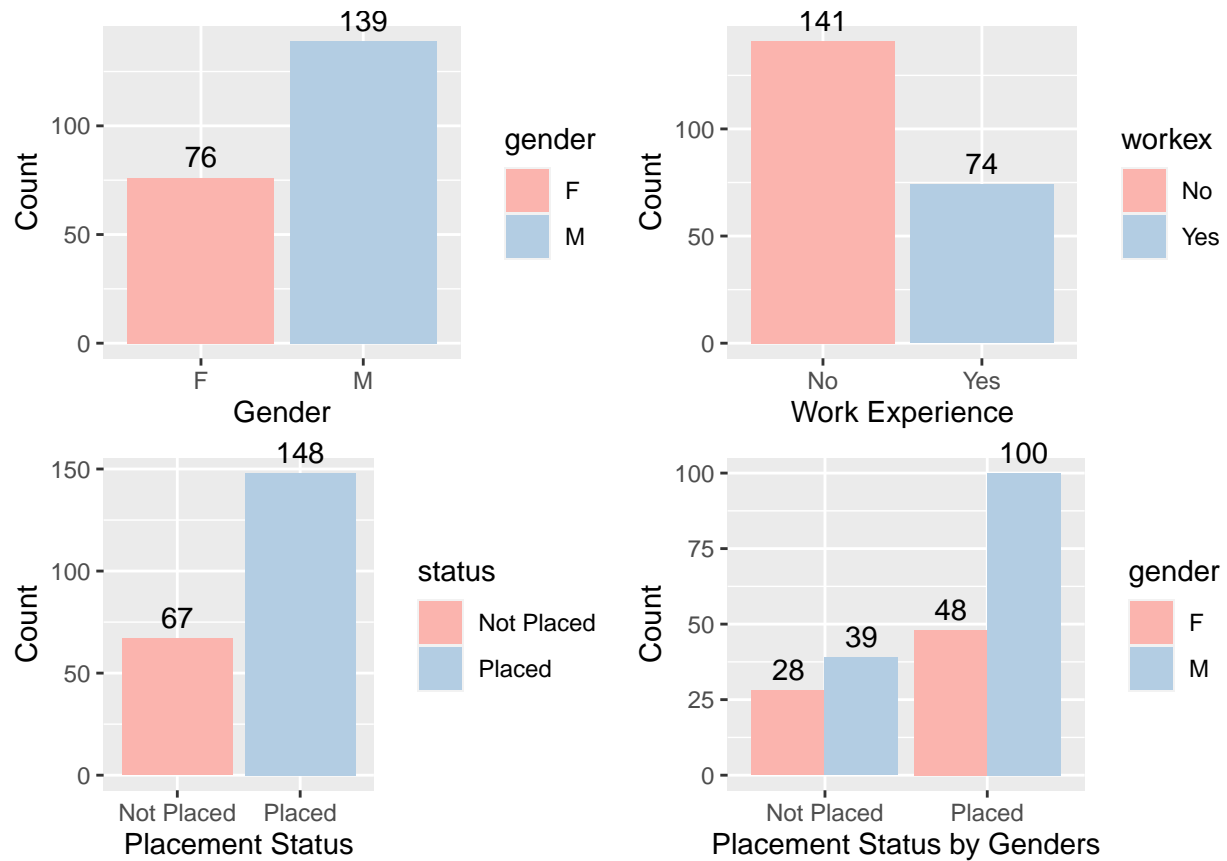 139
76
100
50
0
Count
F
M
Gender
gender
F
M
141
74
100
50
0
Count
No
Yes
Work Experience
workex
No
Yes
148
67
150
100
50
0
Count
Not Placed
Placed
Placement Status
status
Not Placed
Placed
100
48
39
28
100
75
50
25
0
Count
Not Placed
Placed
Placement Status by Genders
gender
F
M